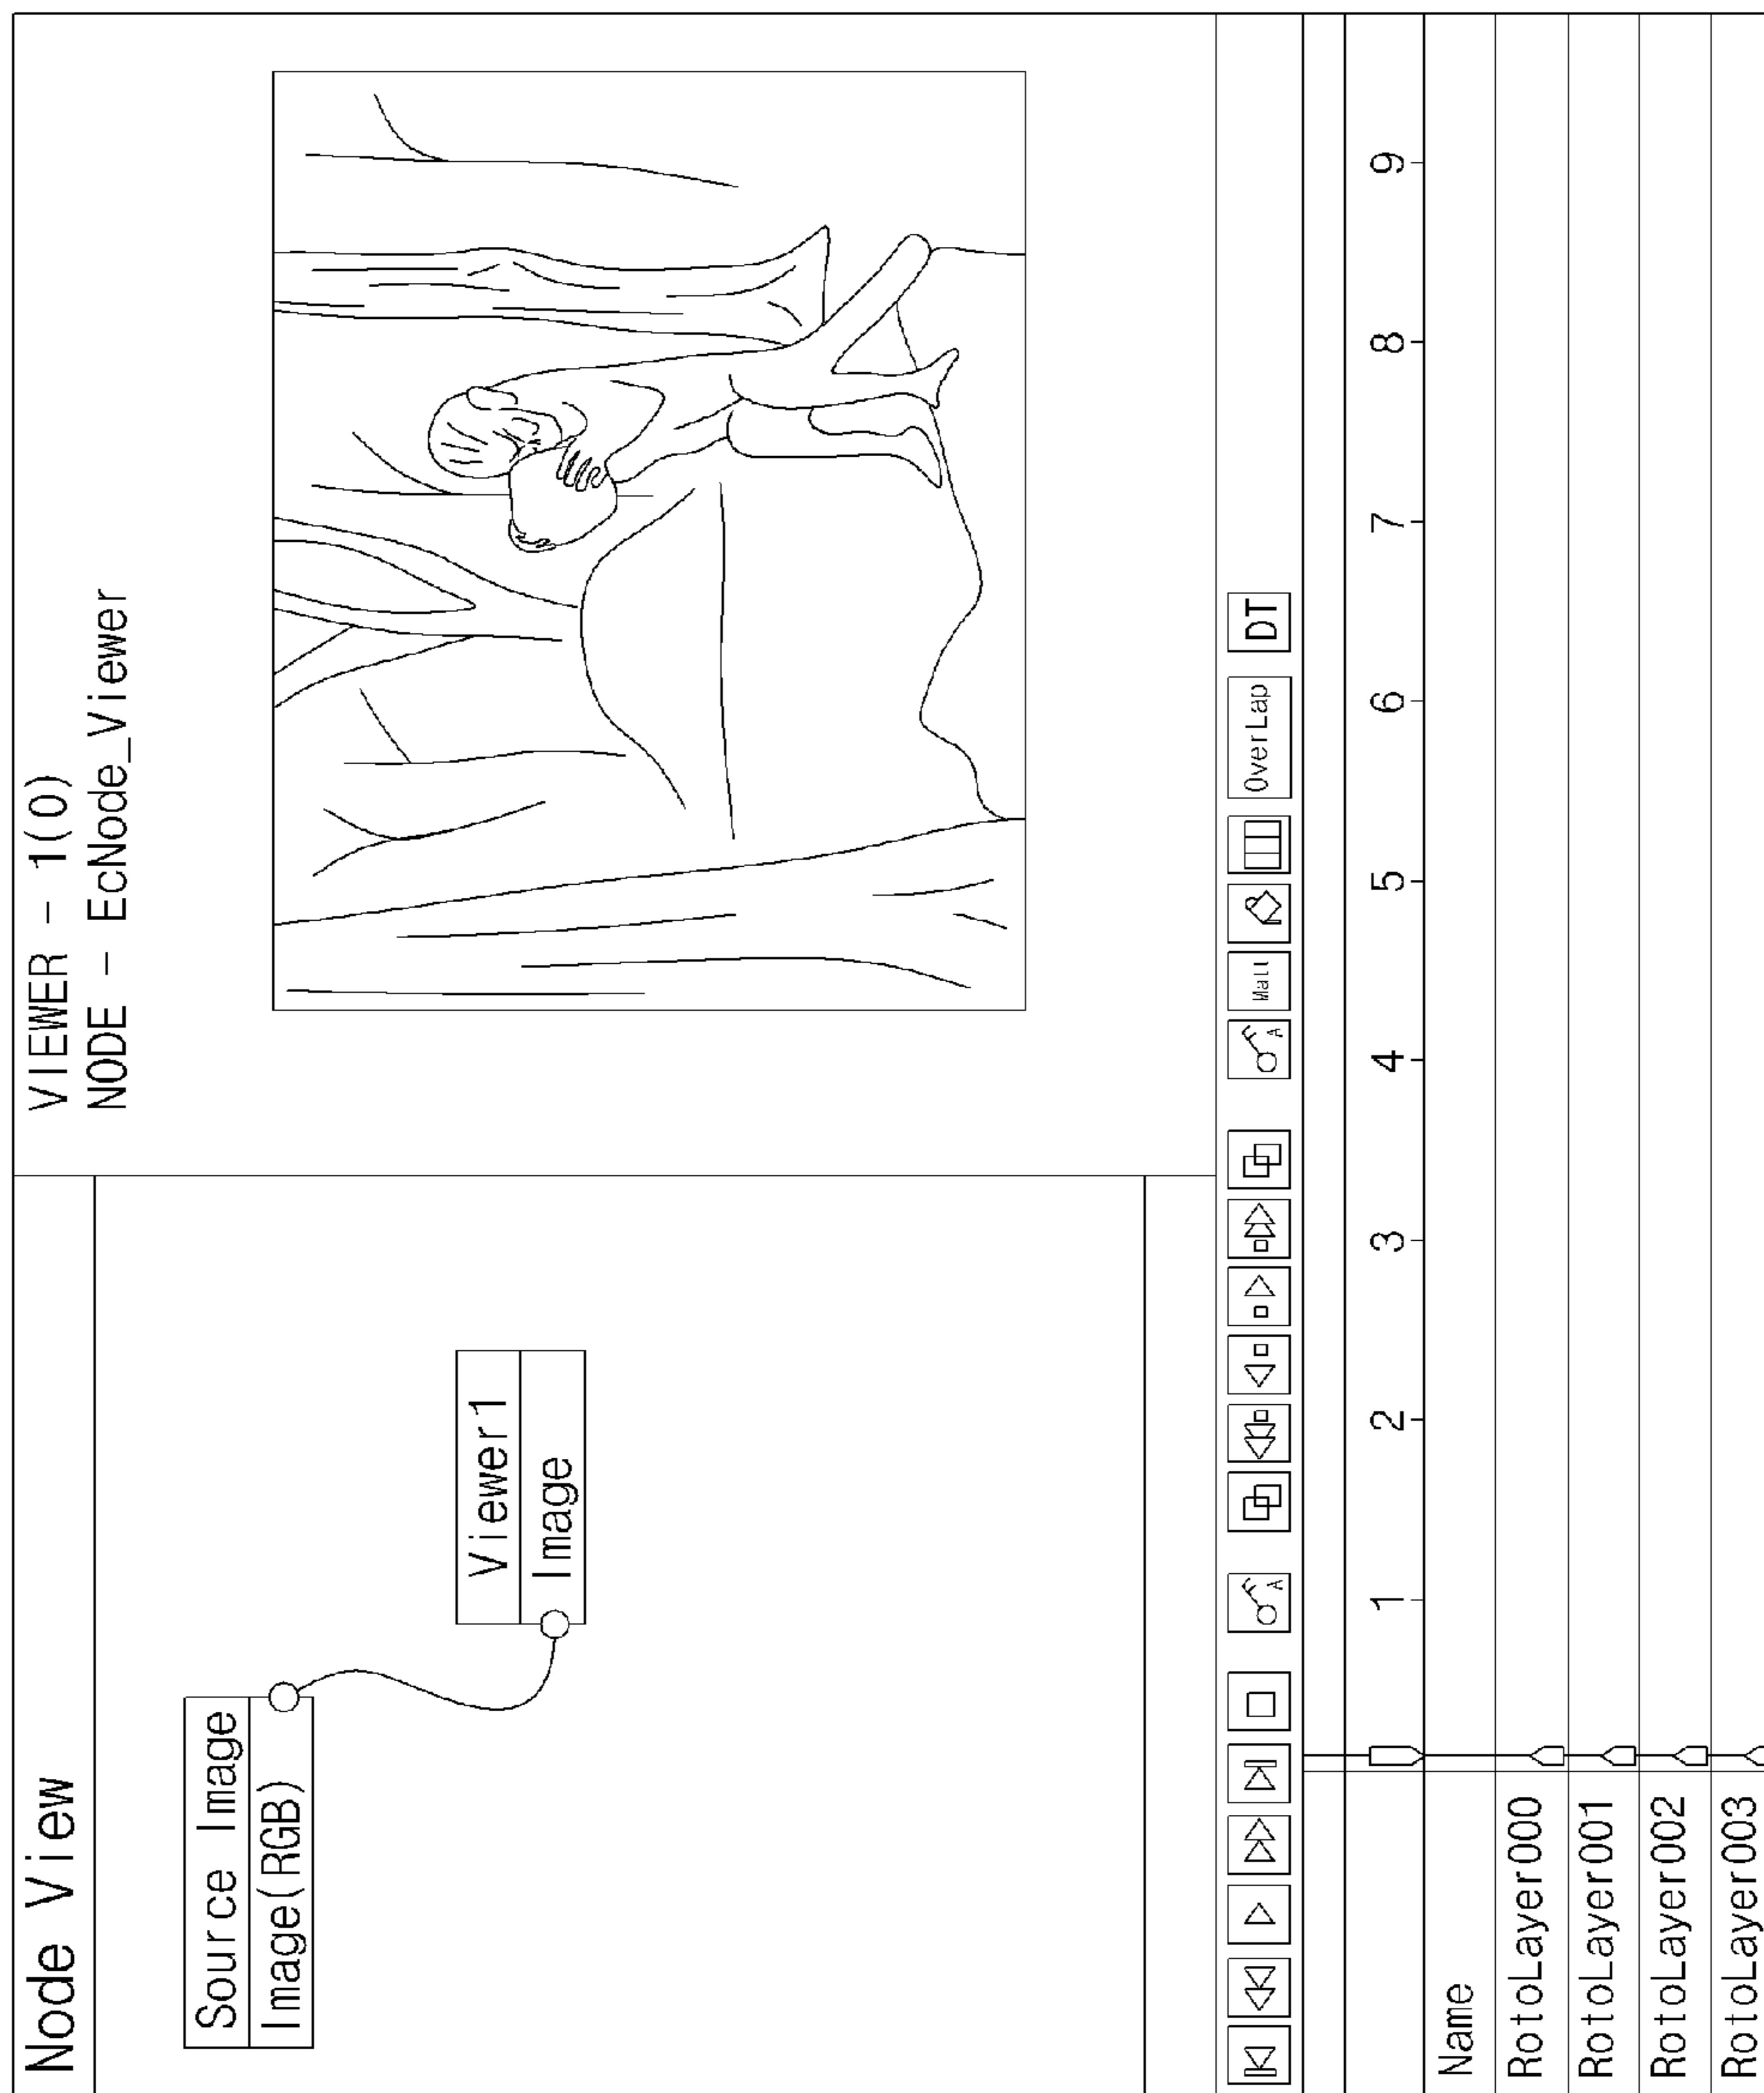 Node View
Source Image
Image(RGB)
Viewer1
Image
VIEWER - 1(0)
NODE - EcNode_Viewer
A
A
Matt
OverLap
DT
1 2 3 4 5 6 7 8 9
Name
RotoLayer000
RotoLayer001
RotoLayer002
RotoLayer003